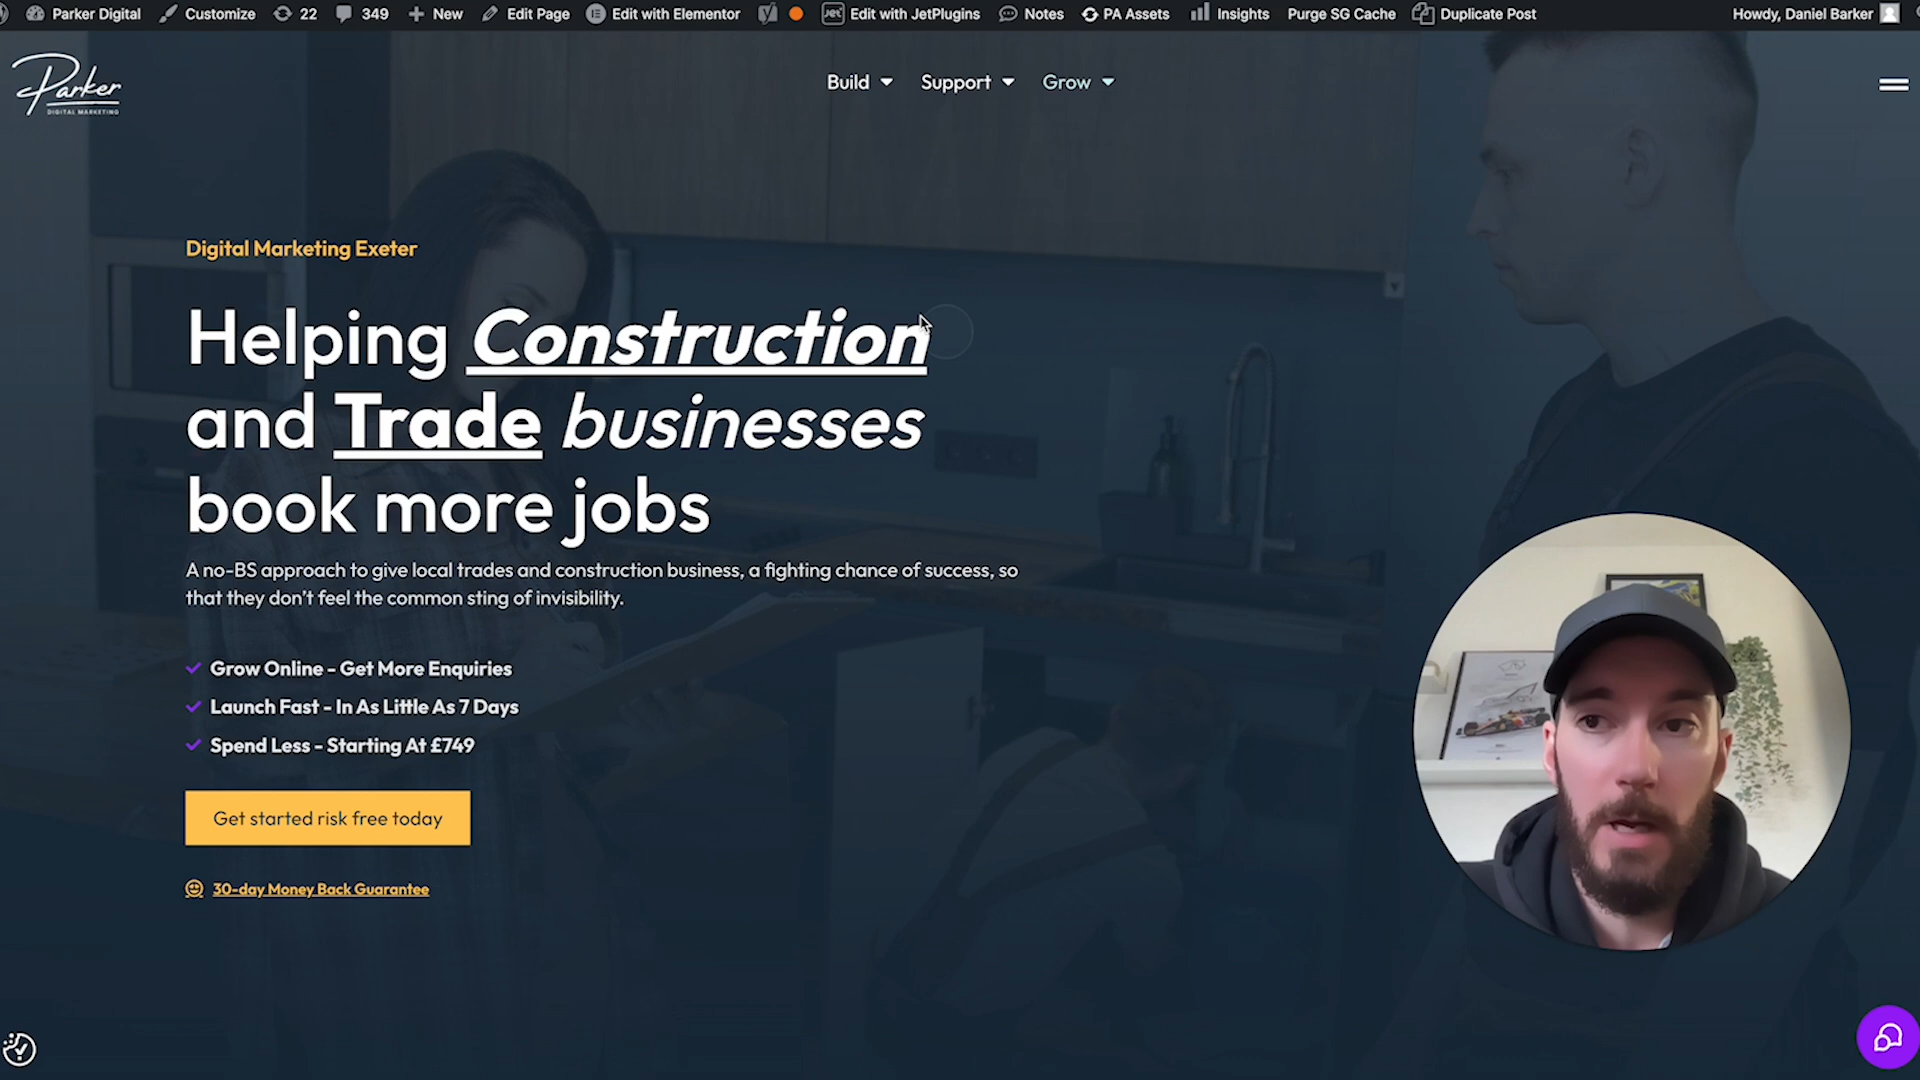 Parker Digital Customize 22 349 New Edit Page Edit with Elementor Edit with JetPlugins Notes PA Assets Insights Purge SG Cache Duplicate Post Howdy, Daniel Barker
Parker
DIGITAL MARKETING
Build Support Grow
Digital Marketing Exeter
Helping Construction
and Trade businesses
book more jobs
A no-BS approach to give local trades and construction business, a fighting chance of success, so
that they don't feel the common sting of invisibility.
Grow Online - Get More Enquiries
Launch Fast - In As Little As 7 Days
Spend Less - Starting At £749
Get started risk free today
30-day Money Back Guarantee